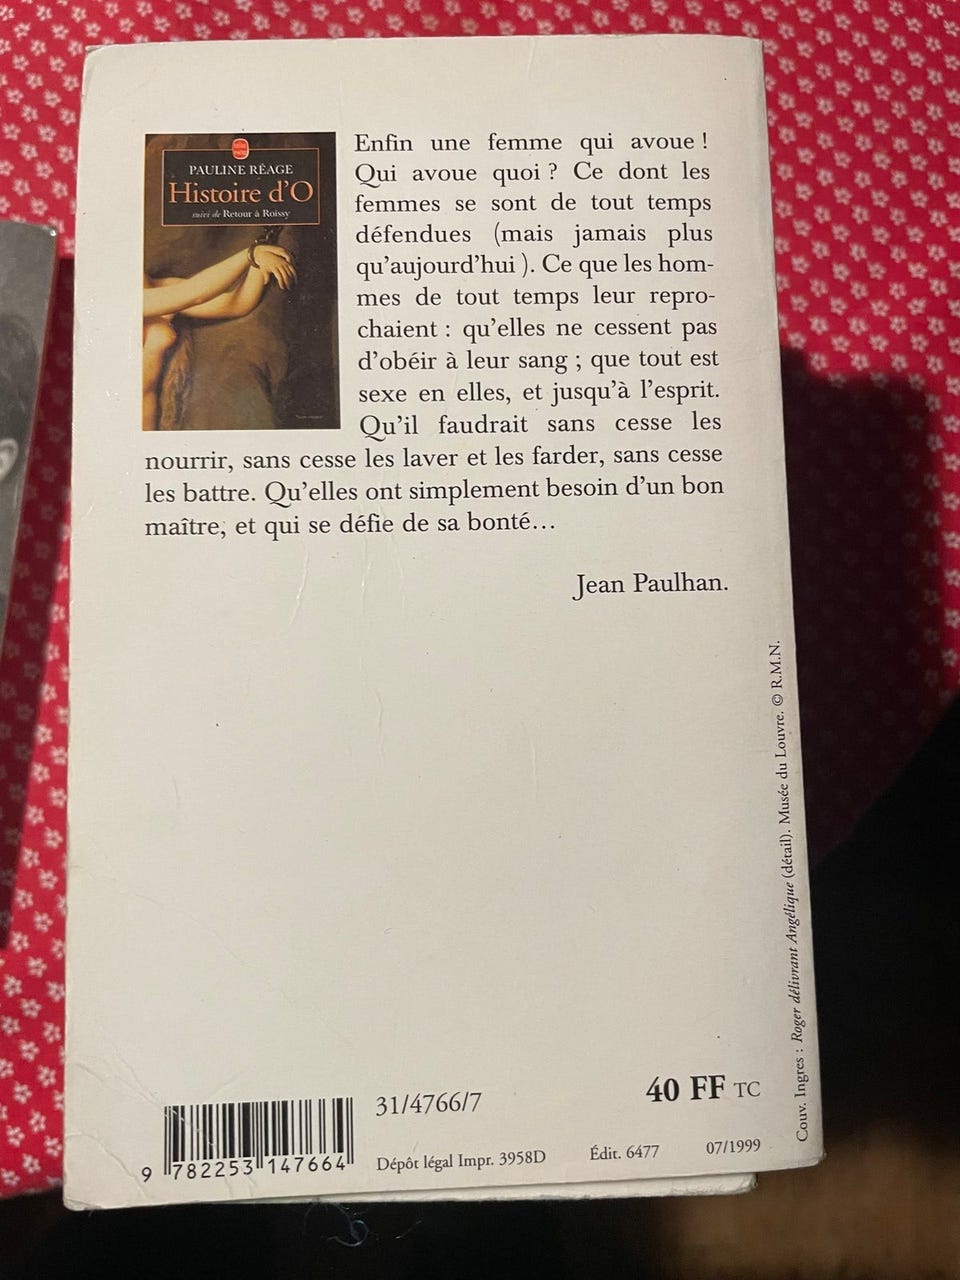 PAULINE RÉAGE
Histoire d'O
suivi de Retour à Roissy
Enfin une femme qui avoue !
Qui avoue quoi ? Ce dont les
femmes se sont de tout temps
défendues (mais jamais plus
qu'aujourd'hui ). Ce que les hom-
mes de tout temps leur repro-
chaient : qu'elles ne cessent pas
d'obéir à leur sang ; que tout est
sexe en elles, et jusqu'à l'esprit.
Qu'il faudrait sans cesse les
nourrir, sans cesse les laver et les farder, sans cesse
les battre. Qu'elles ont simplement besoin d'un bon
maître, et qui se défie de sa bonté…
Jean Paulhan.
Couv. Ingres : Roger délivrant Angélique (détail). Musée du Louvre. © R.M.N.
31/4766/7
40 FF TC
Dépôt légal Impr. 3958D Édit. 6477 07/1999
9 782253 147664